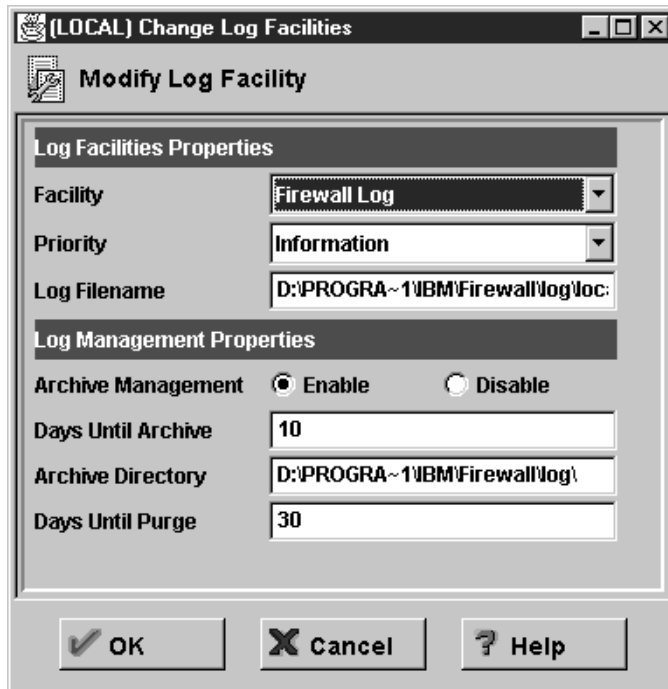 (LOCAL) Change Log Facilities
Modify Log Facility
Log Facilities Properties
Facility Firewall Log
Priority Information
Log Filename D:\PROGRA~1\IBM\Firewall\log\loc
Log Management Properties
Archive Management Enable Disable
Days Until Archive 10
Archive Directory D:\PROGRA~1\IBM\Firewall\log\
Days Until Purge 30
OK Cancel Help